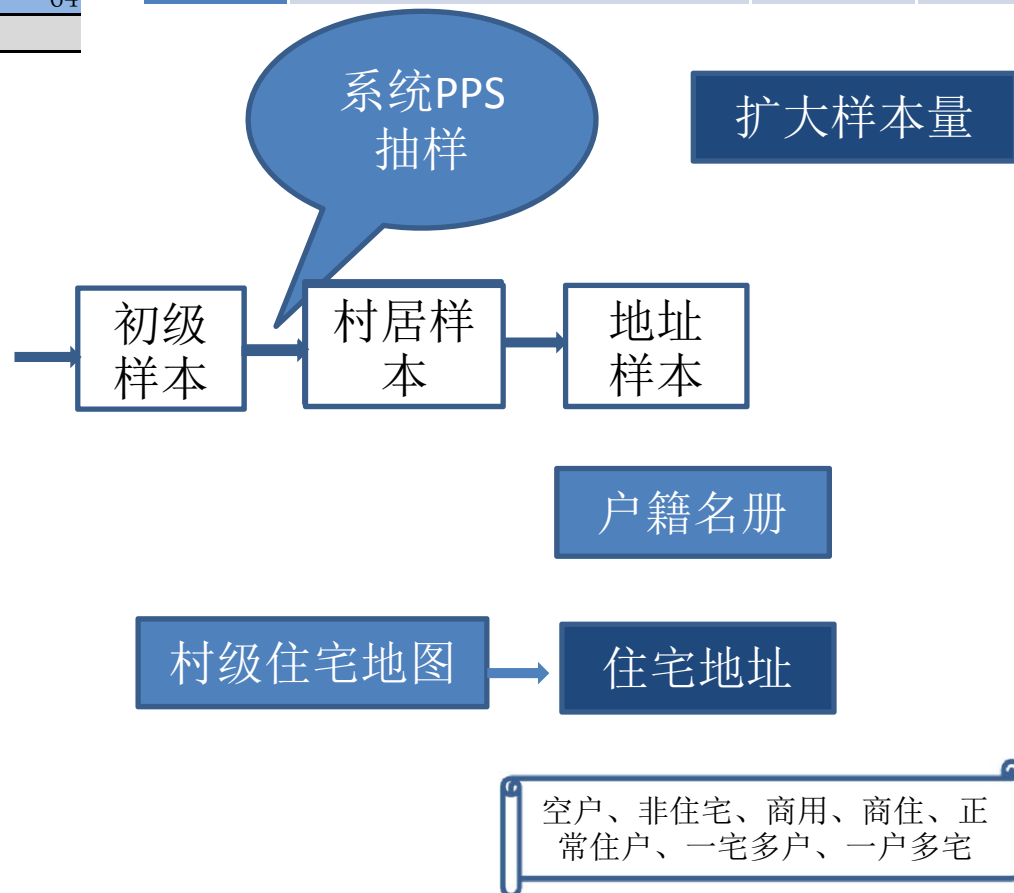 64
系统PPS
抽样
扩大样本量
初级
样本
村居样
本
地址
样本
户籍名册
村级住宅地图
住宅地址
空户、非住宅、商用、商住、正
常住户、一宅多户、一户多宅